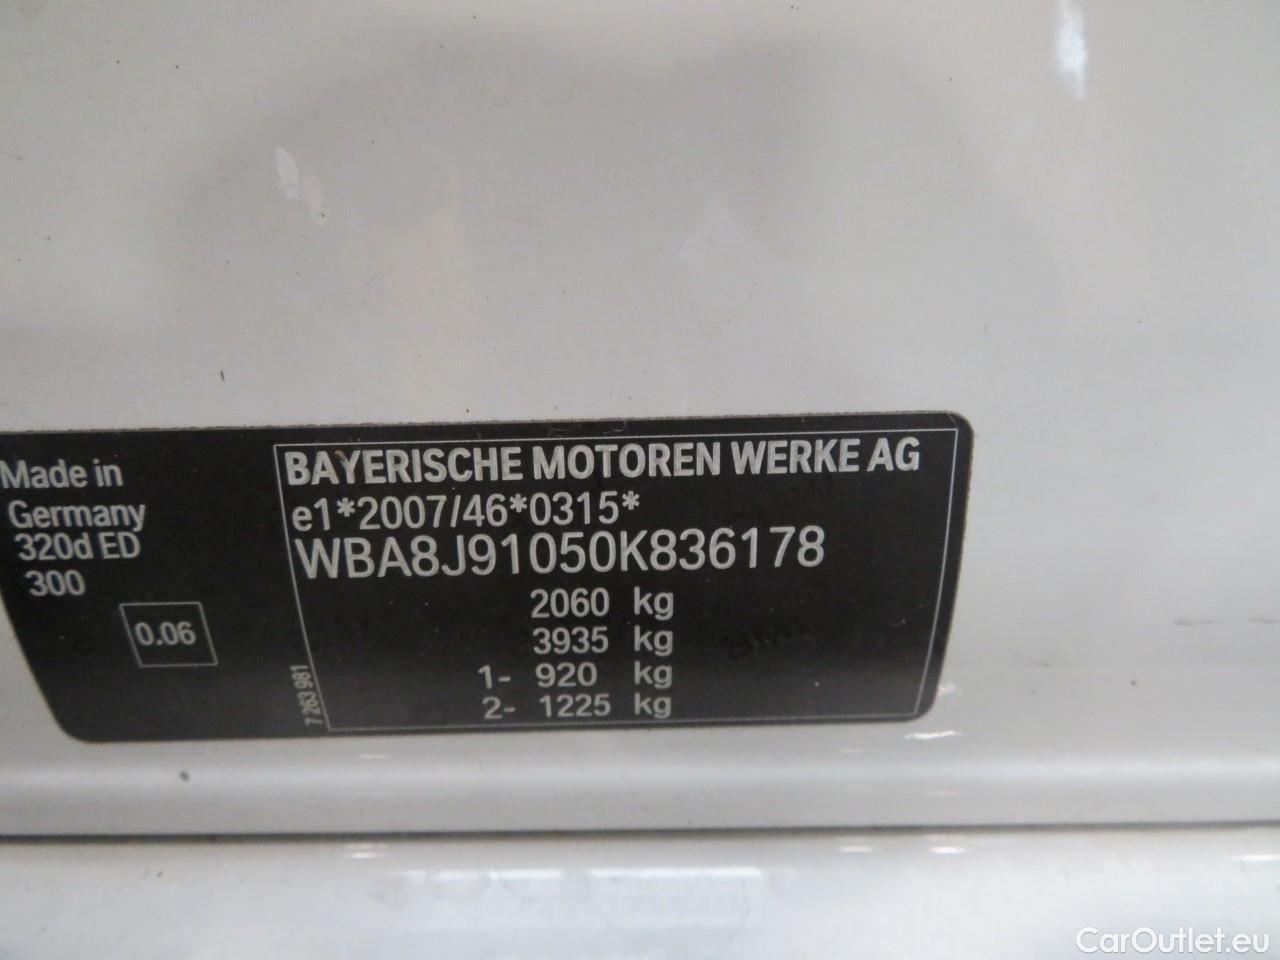 Made in
Germany
320d ED
300
0.06
7 263 981
BAYERISCHE MOTOREN WERKE AG
e1*2007/46*0315*
WBA8J91050K836178
2060 kg
3935 kg
1- 920 kg
2- 1225 kg
CarOutlet.eu